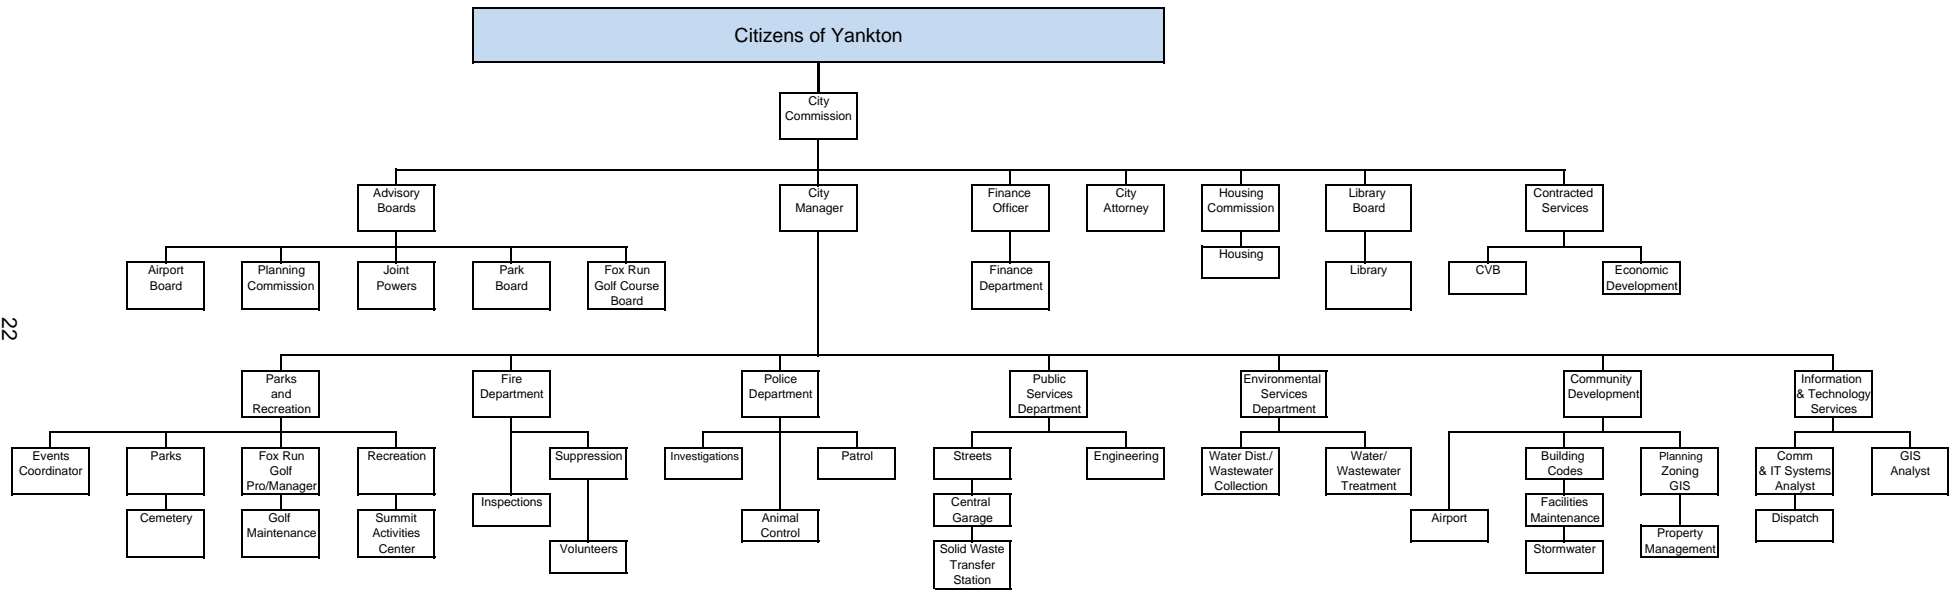 Citizens of Yankton
City
Commission
Advisory
Boards
City
Manager
Finance
Officer
City
Attorney
Housing
Commission
Library
Board
Contracted
Services
Airport
Board
Planning
Commission
Joint
Powers
Park
Board
Fox Run
Golf Course
Board
Finance
Department
Housing
Library
CVB
Economic
Development
22
Parks
and
Recreation
Fire
Department
Police
Department
Public
Services
Department
Environmental
Services
Department
Community
Development
Information
& Technology
Services
Events
Coordinator
Parks
Fox Run
Golf
Pro/Manager
Recreation
Suppression
Investigations
Patrol
Streets
Engineering
Water Dist./
Wastewater
Collection
Water/
Wastewater
Treatment
Building
Codes
Planning
Zoning
GIS
Comm
& IT Systems
Analyst
GIS
Analyst
Cemetery
Golf
Maintenance
Summit
Activities
Center
Inspections
Volunteers
Animal
Control
Central
Garage
Solid Waste
Transfer
Station
Airport
Facilities
Maintenance
Stormwater
Property
Management
Dispatch